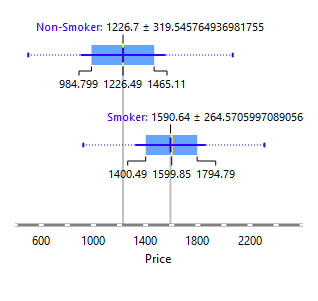 Non-Smoker: 1226.7 ± 319.545764936981755
984.799 1226.49 1465.11
Smoker: 1590.64 ± 264.5705997089056
1400.49 1599.85 1794.79
600 1000 1400 1800 2200
Price